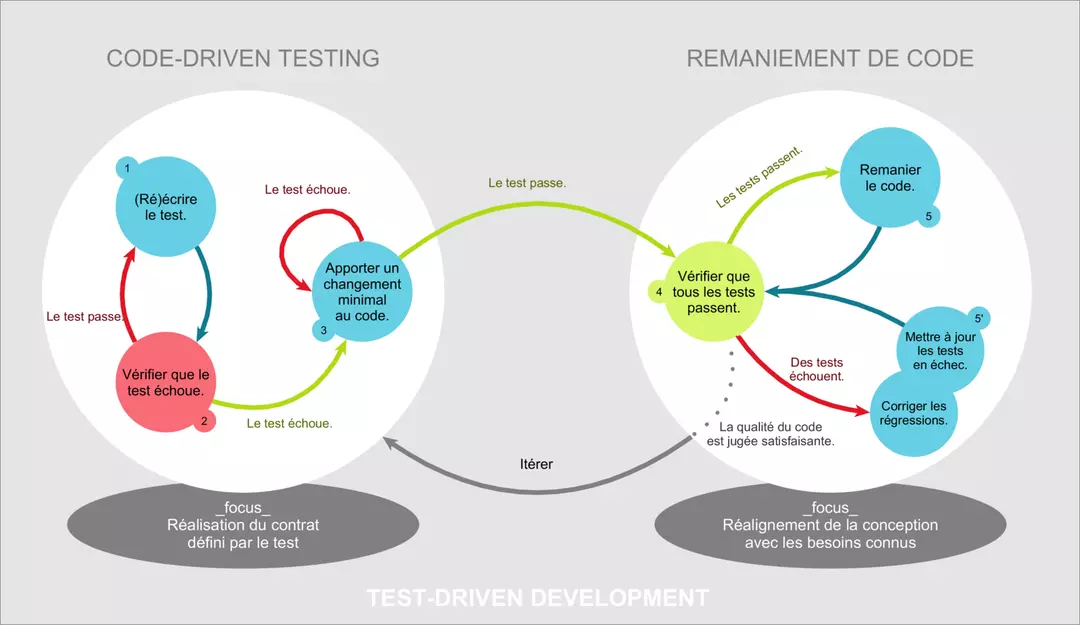 CODE-DRIVEN TESTING
REMANIEMENT DE CODE
1
(Ré)écrire
le test.
Le test échoue.
Le test passe.
Les tests passent.
Remanier
le code.
5
Apporter un
changement
minimal
au code.
3
4
Vérifier que
tous les tests
passent.
Le test passe.
5'
Mettre à jour
les tests
en échec.
Vérifier que le
test échoue.
2
Des tests
échouent.
Corriger les
régressions.
Le test échoue.
La qualité du code
est jugée satisfaisante.
Itérer
_focus_
Réalisation du contrat
défini par le test
_focus_
Réalignement de la conception
avec les besoins connus
TEST-DRIVEN DEVELOPMENT